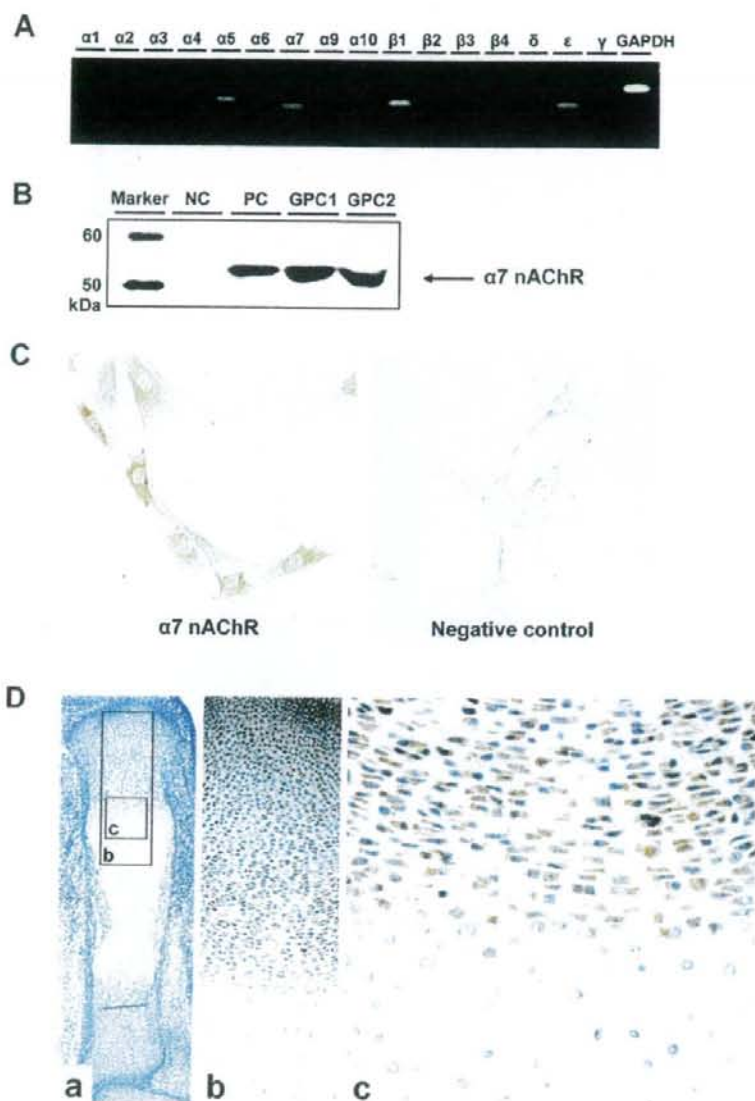 A
α1 α2 α3 α4 α5 α6 α7 α9 α10 β1 β2 β3 β4 δ ε γ GAPDH
B
Marker NC PC GPC1 GPC2
60
50
kDa
α7 nAChR
C
α7 nAChR
Negative control
D
c
b
a
b
c